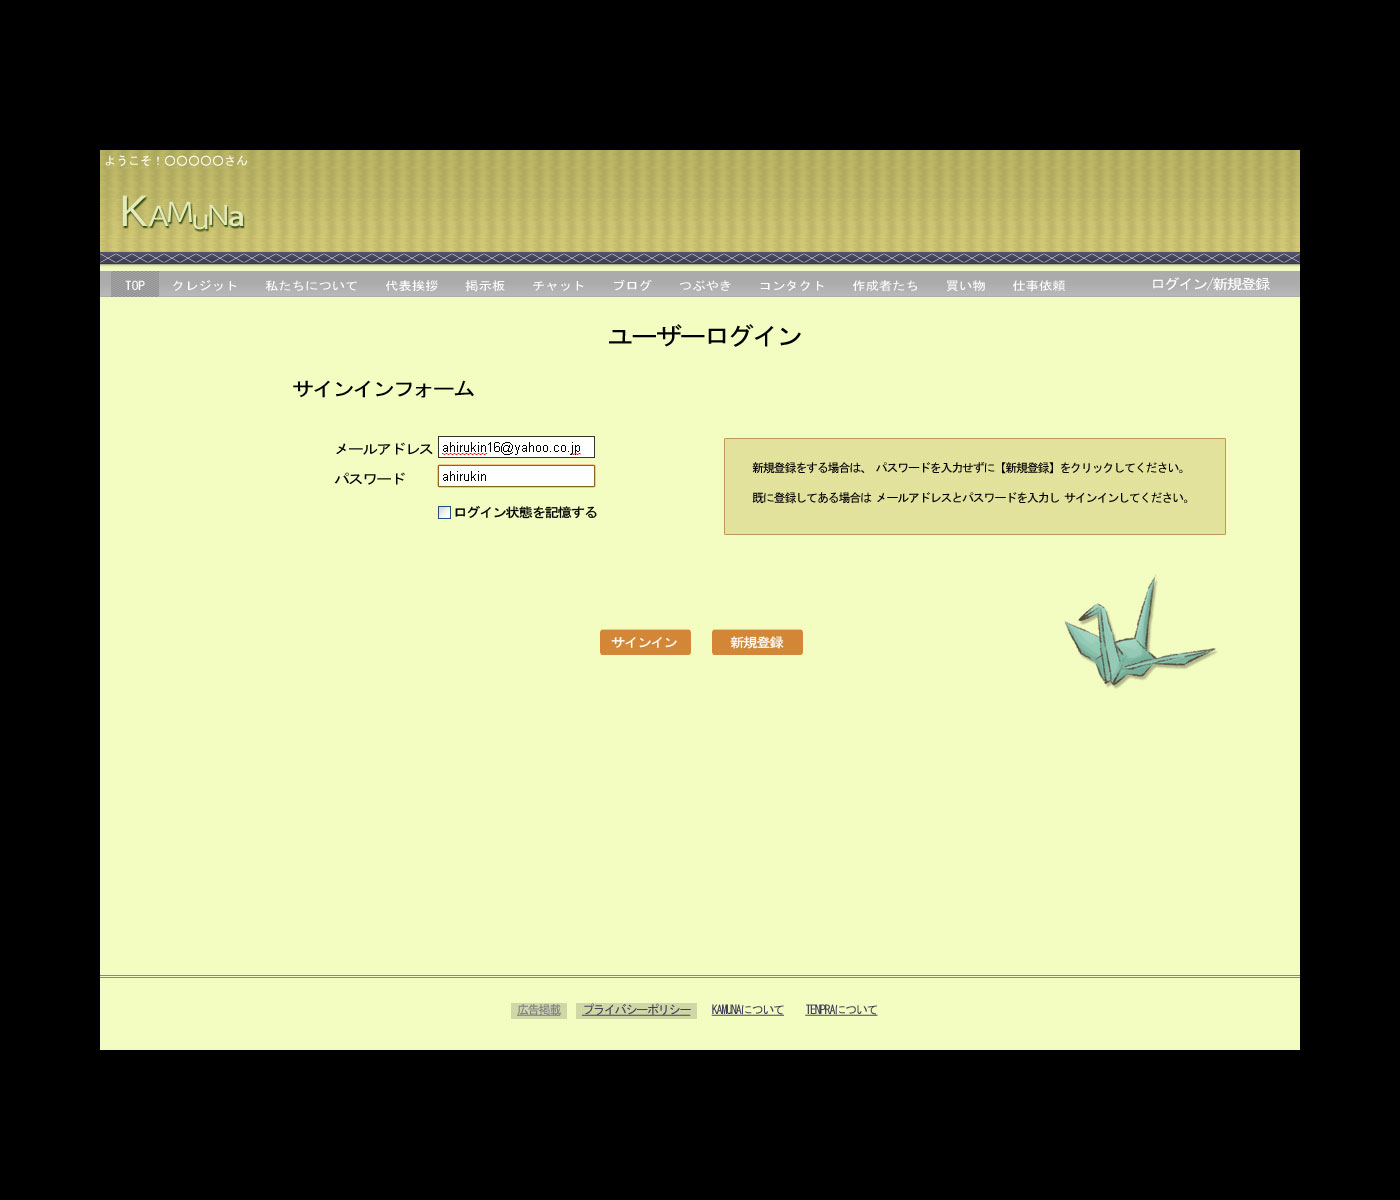 ようこそ！〇〇〇〇〇さん
KAMuNa
TOP クレジット 私たちについて 代表挨拶 掲示板 チャット ブログ つぶやき コンタクト 作成者たち 買い物 仕事依頼 ログイン/新規登録
ユーザーログイン
サインインフォーム
メールアドレス ahirukin16@yahoo.co.jp
パスワード ahirukin
ログイン状態を記憶する
新規登録をする場合は、 パスワードを入力せずに【新規登録】をクリックしてください。
既に登録してある場合は メールアドレスとパスワードを入力し サインインしてください。
サインイン 新規登録
広告掲載 プライバシーポリシー KAMUNAについて TENPRAについて